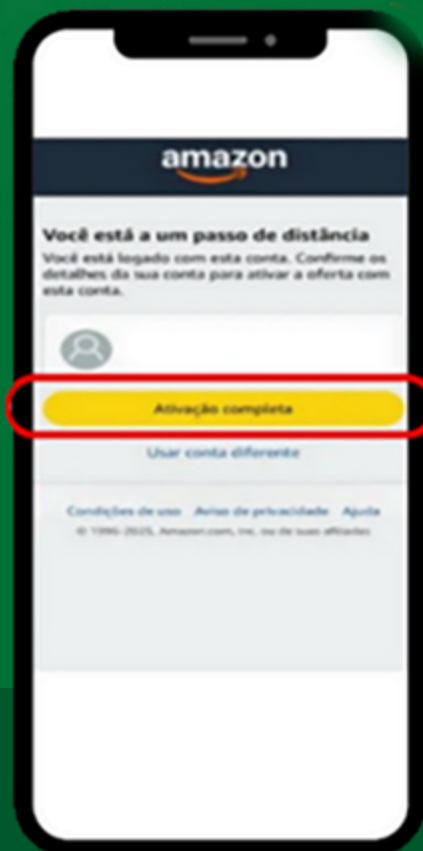 amazon
Você está a um passo de distância
Você está logado com esta conta. Confirme os
detalhes da sua conta para ativar a oferta com
esta conta.
Ativação completa
Usar conta diferente
Condições de uso Aviso de privacidade Ajuda
© 1996-2025, Amazon.com, Inc. ou de suas afiliadas